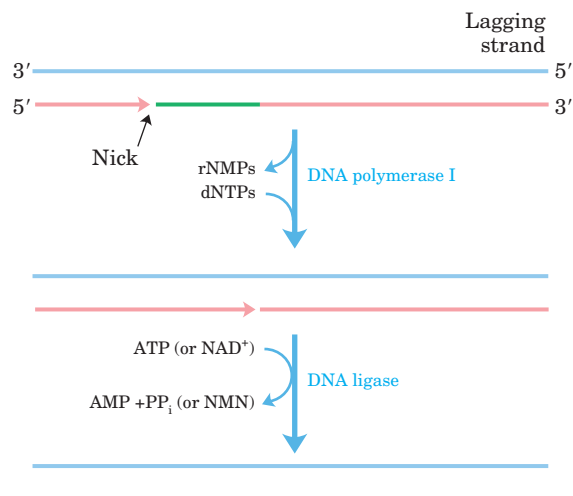 Lagging
strand
3′ 5′
5′ 3′
Nick
rNMPs
dNTPs
DNA polymerase I
ATP (or NAD⁺)
DNA ligase
AMP +PPᵢ (or NMN)